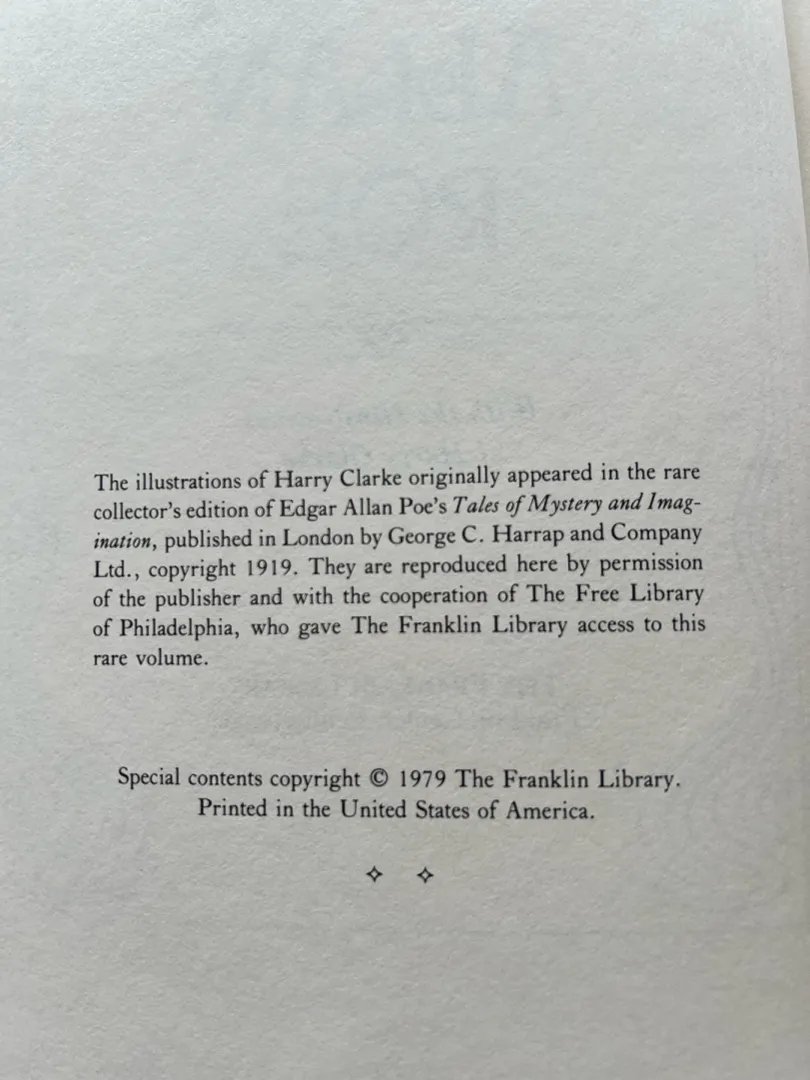 The illustrations of Harry Clarke originally appeared in the rare
collector's edition of Edgar Allan Poe's Tales of Mystery and Imag-
ination, published in London by George C. Harrap and Company
Ltd., copyright 1919. They are reproduced here by permission
of the publisher and with the cooperation of The Free Library
of Philadelphia, who gave The Franklin Library access to this
rare volume.
Special contents copyright © 1979 The Franklin Library.
Printed in the United States of America.